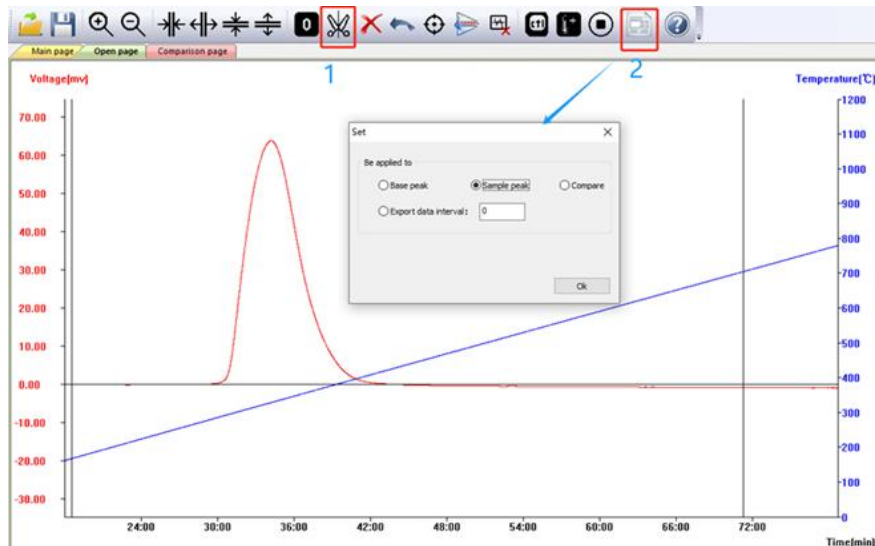 0
ctl
Main page Open page Comparison page
1
2
Voltage[mv]
Temperature[℃]
70.00
60.00
50.00
40.00
30.00
20.00
10.00
0.00
-10.00
-20.00
-30.00
Set
Be applied to
Base peak Sample peak Compare
Export data interval: 0
Ok
1200
1100
1000
900
800
700
600
500
400
300
200
100
0
24:00 30:00 36:00 42:00 48:00 54:00 60:00 66:00 72:00
Time[min]